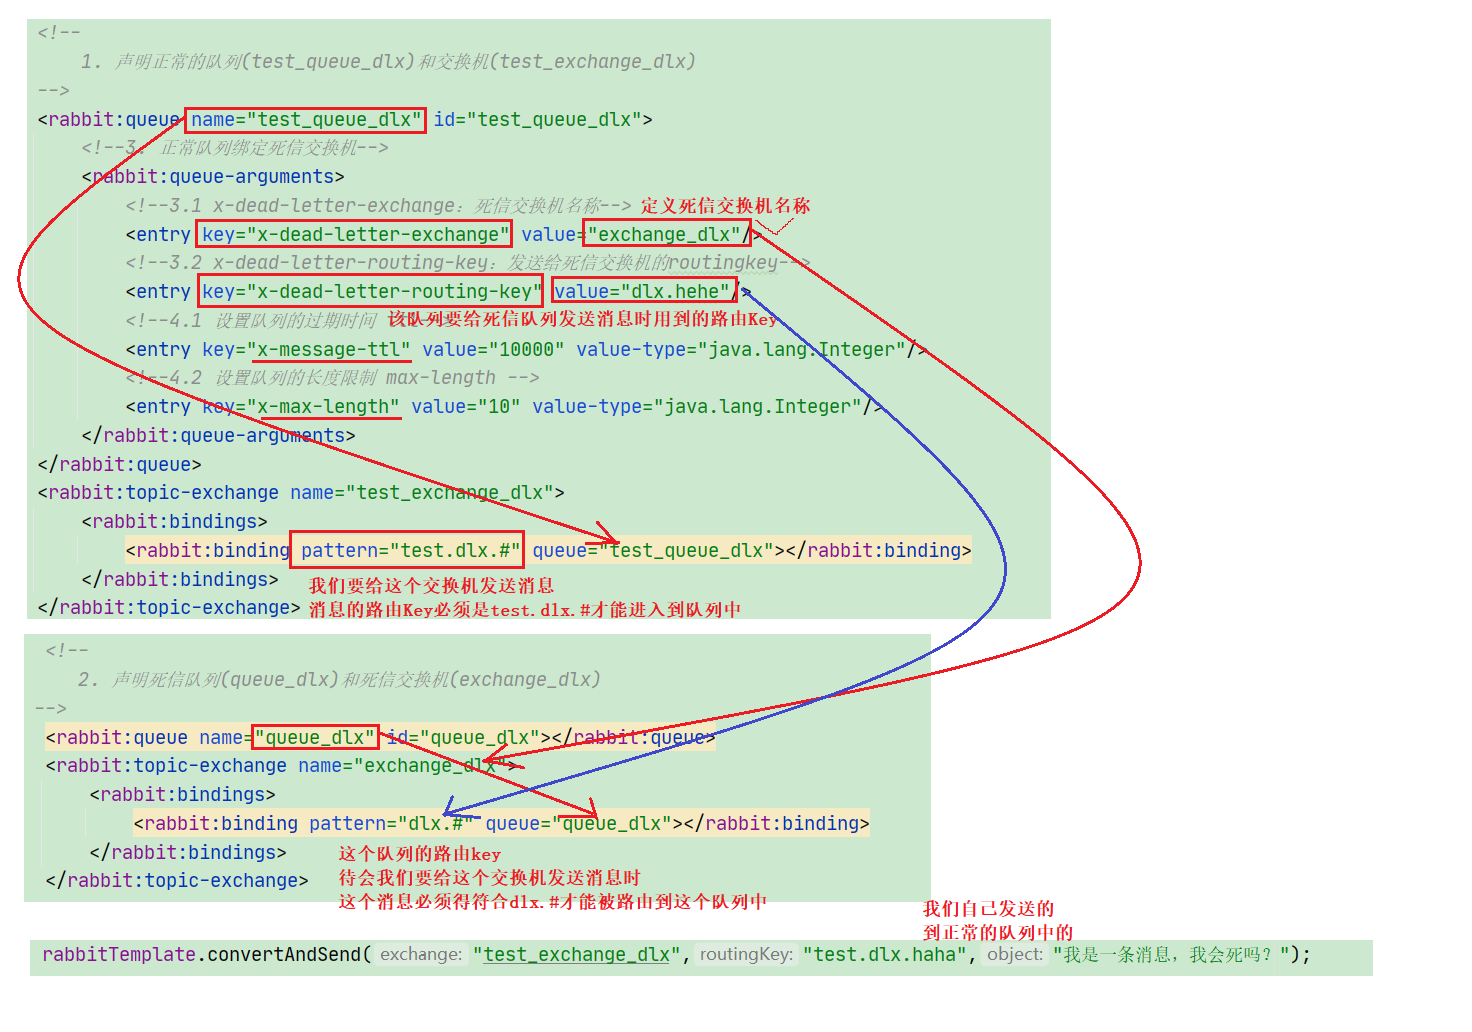 <!--
1. 声明正常的队列(test_queue_dlx)和交换机(test_exchange_dlx)
-->
<rabbit:queue name="test_queue_dlx" id="test_queue_dlx">
<!--3. 正常队列绑定死信交换机-->
<rabbit:queue-arguments>
<!--3.1 x-dead-letter-exchange：死信交换机名称--> 定义死信交换机名称
<entry key="x-dead-letter-exchange" value="exchange_dlx"/>
<!--3.2 x-dead-letter-routing-key：发送给死信交换机的routingkey-->
<entry key="x-dead-letter-routing-key" value="dlx.hehe"/>
<!--4.1 设置队列的过期时间
该队列要给死信队列发送消息时用到的路由Key
<entry key="x-message-ttl" value="10000" value-type="java.lang.Integer"/>
<!--4.2 设置队列的长度限制 max-length -->
<entry key="x-max-length" value="10" value-type="java.lang.Integer"/>
</rabbit:queue-arguments>
</rabbit:queue>
<rabbit:topic-exchange name="test_exchange_dlx">
<rabbit:bindings>
<rabbit:binding pattern="test.dlx.#" queue="test_queue_dlx"></rabbit:binding>
</rabbit:bindings>
我们要给这个交换机发送消息
</rabbit:topic-exchange>
消息的路由Key必须是test.dlx.#才能进入到队列中
<!--
2. 声明死信队列(queue_dlx)和死信交换机(exchange_dlx)
-->
<rabbit:queue name="queue_dlx" id="queue_dlx"></rabbit:queue>
<rabbit:topic-exchange name="exchange_dlx">
<rabbit:bindings>
<rabbit:binding pattern="dlx.#" queue="queue_dlx"></rabbit:binding>
</rabbit:bindings>
这个队列的路由key
</rabbit:topic-exchange>
待会我们要给这个交换机发送消息时
这个消息必须得符合dlx.#才能被路由到这个队列中
我们自己发送的
到正常的队列中的
rabbitTemplate.convertAndSend( exchange: "test_exchange_dlx", routingKey: "test.dlx.haha", object: "我是一条消息，我会死吗？");